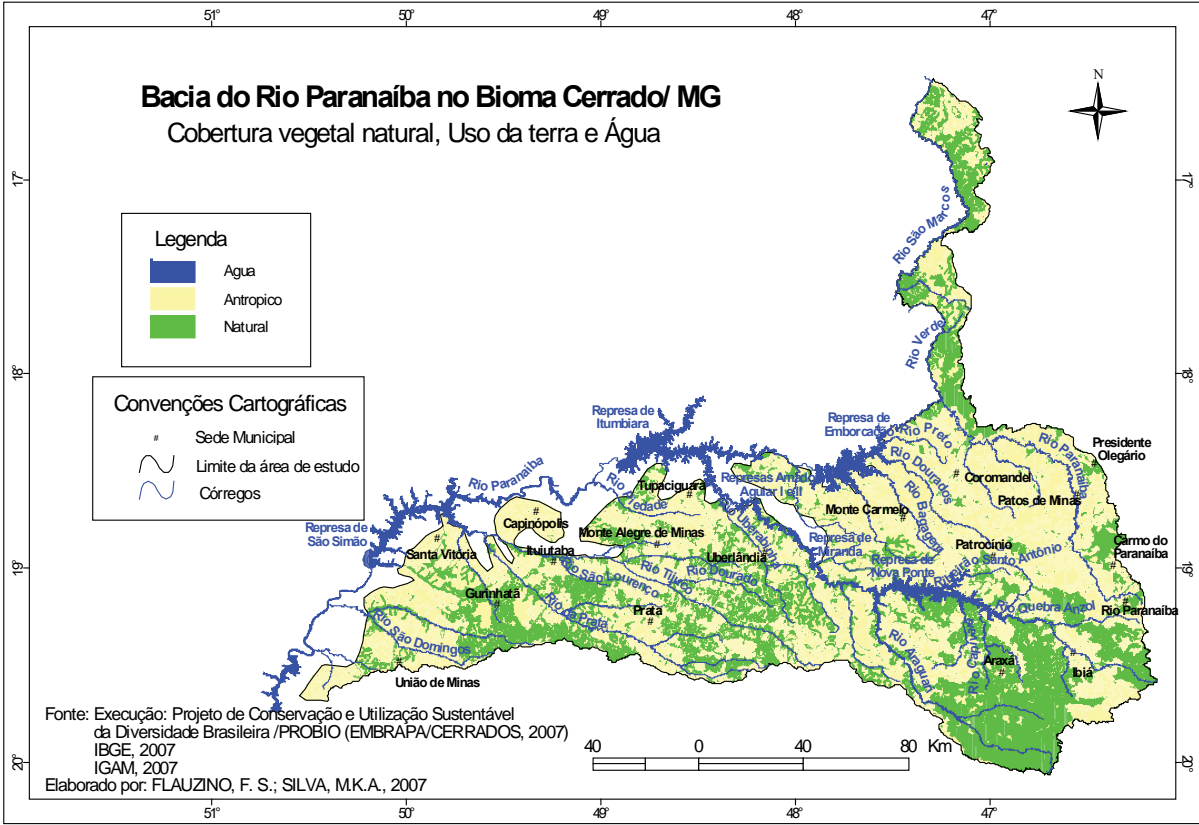 51°
50°
49°
48°
47°
Bacia do Rio Paranaíba no Bioma Cerrado/ MG
Cobertura vegetal natural, Uso da terra e Água
N
17°
17°
Legenda
Agua
Antropico
Natural
Rio São Marcos
Rio Verde
18°
18°
Convenções Cartográficas
Sede Municipal
Limite da área de estudo
Córregos
Represa de
Itumbiara
Represa de
Emborcação
Rio Preto
Rio Paranaíba
Presidente
Olegário
Rio Dourados
Coromandel
Patos de Minas
Rio Paranaíba
Rio Piedade
Tupaciguara
Represas Amador
Aguiar I e II
Rio Bagagem
Monte Carmelo
Capinópolis
Monte Alegre de Minas
Rio Uberabinha
Represa de
São Simão
Santa Vitória
Ituiutaba
Uberlândia
Represa de
Miranda
Patrocínio
Carmo do
Paranaíba
19°
19°
Rio São Lourenço
Rio Tijuco
Rio Dourado
Represa de
Nova Ponte
Ribeirão Santo Antônio
Gurinhatã
Rio da Prata
Prata
Rio Quebra Anzol
Rio Paranaíba
Rio São Domingos
Rio Araguari
Rio Capivara
Araxá
Ibiá
União de Minas
Fonte: Execução: Projeto de Conservação e Utilização Sustentável
da Diversidade Brasileira /PROBIO (EMBRAPA/CERRADOS, 2007)
IBGE, 2007
IGAM, 2007
Elaborado por: FLAUZINO, F. S.; SILVA, M.K.A., 2007
40 0 40 80 Km
20°
20°
51°
50°
49°
48°
47°